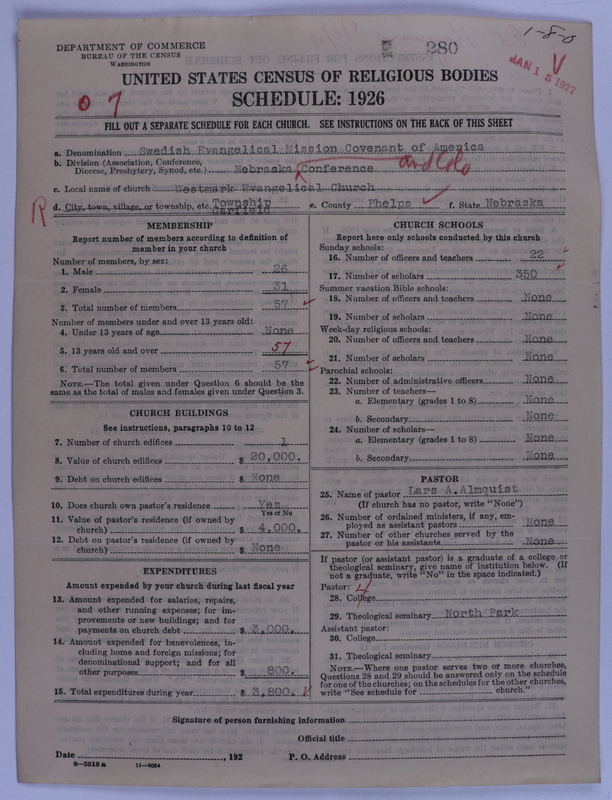 1-8-0
DEPARTMENT OF COMMERCE
BUREAU OF THE CENSUS
WASHINGTON
280
JAN 15 1927
UNITED STATES CENSUS OF RELIGIOUS BODIES
0 7
SCHEDULE: 1926
FILL OUT A SEPARATE SCHEDULE FOR EACH CHURCH. SEE INSTRUCTIONS ON THE BACK OF THIS SHEET
a. Denomination Swedish Evangelical Mission Covenant of America
b. Division (Association, Conference, Diocese, Presbytery, Synod, etc.) Nebraska Conference and Colo
c. Local name of church Westmark Evangelical Church
R d. City, town, village, or township, etc. Township Garfield e. County Phelps f. State Nebraska
MEMBERSHIP
Report number of members according to definition of
member in your church
Number of members, by sex:
1. Male 26
2. Female 31
3. Total number of members 57
Number of members under and over 13 years old:
4. Under 13 years of age None
5. 13 years old and over 57
6. Total number of members 57
NOTE.—The total given under Question 6 should be the
same as the total of males and females given under Question 3.
CHURCH BUILDINGS
See instructions, paragraphs 10 to 12
7. Number of church edifices 1
8. Value of church edifices $ 20,000.
9. Debt on church edifices $ None
10. Does church own pastor's residence Yes
Yes or No
11. Value of pastor's residence (if owned by
church) $ 4,000.
12. Debt on pastor's residence (if owned by
church) $ None
EXPENDITURES
Amount expended by your church during last fiscal year
13. Amount expended for salaries, repairs,
and other running expenses; for im-
provements or new buildings; and for
payments on church debt $ 3,000.
14. Amount expended for benevolences, in-
cluding home and foreign missions; for
denominational support; and for all
other purposes $ 800.
15. Total expenditures during year $ 3,800.
CHURCH SCHOOLS
Report here only schools conducted by this church
Sunday schools:
16. Number of officers and teachers 22
17. Number of scholars 350
Summer vacation Bible schools:
18. Number of officers and teachers None
19. Number of scholars None
Week-day religious schools:
20. Number of officers and teachers None
21. Number of scholars None
Parochial schools:
22. Number of administrative officers None
23. Number of teachers—
a. Elementary (grades 1 to 8) None
b. Secondary None
24. Number of scholars—
a. Elementary (grades 1 to 8) None
b. Secondary None
PASTOR
25. Name of pastor Lars A. Almquist
(If church has no pastor, write "None")
26. Number of ordained ministers, if any, em-
ployed as assistant pastors None
27. Number of other churches served by the
pastor or his assistants None
If pastor (or assistant pastor) is a graduate of a college or
theological seminary, give name of institution below. (If
not a graduate, write "No" in the space indicated.)
Pastor: 4
28. College
29. Theological seminary North Park
Assistant pastor:
30. College
31. Theological seminary
NOTE.—Where one pastor serves two or more churches,
Questions 28 and 29 should be answered only on the schedule
for one of the churches; on the schedules for the other churches,
write "See schedule for church."
Signature of person furnishing information
Official title
Date , 192 P. O. Address
8-5518a 11-9054